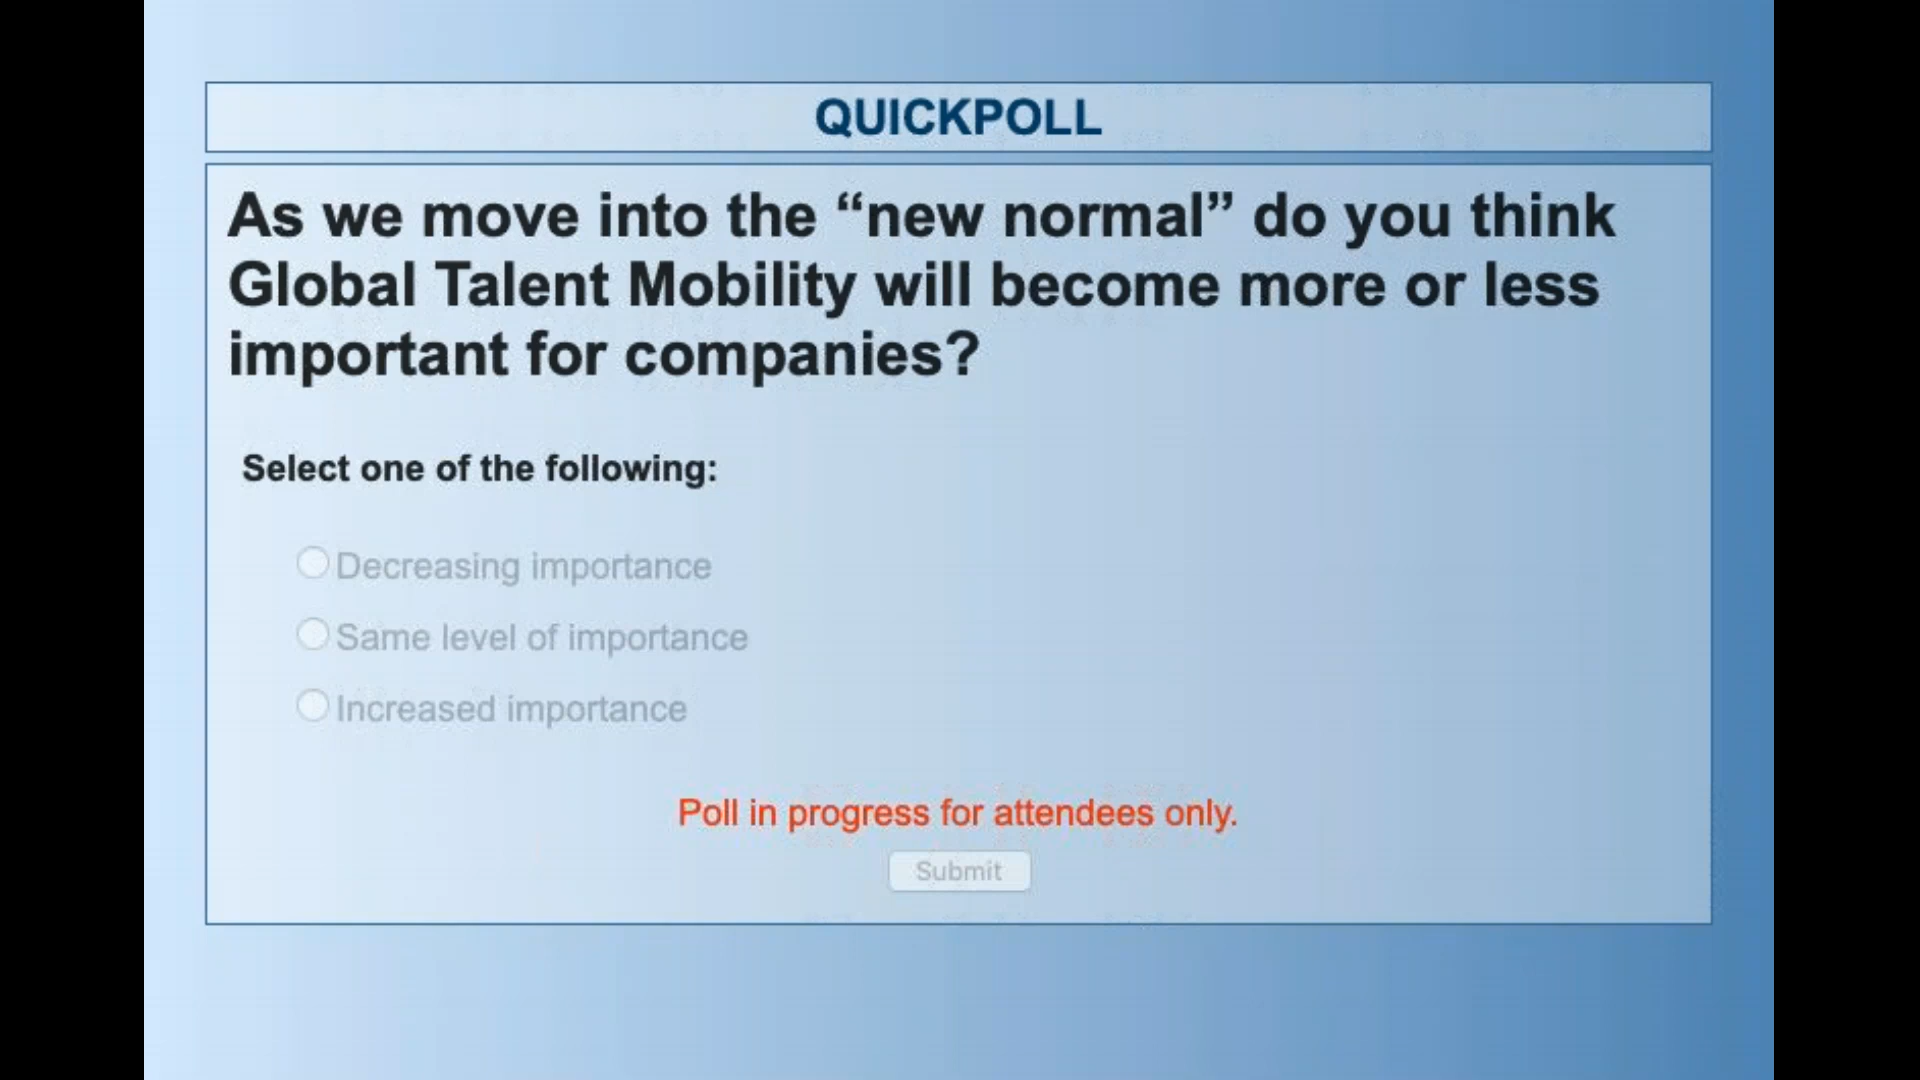 QUICKPOLL
As we move into the “new normal” do you think
Global Talent Mobility will become more or less
important for companies?
Select one of the following:
Decreasing importance
Same level of importance
Increased importance
Poll in progress for attendees only.
Submit